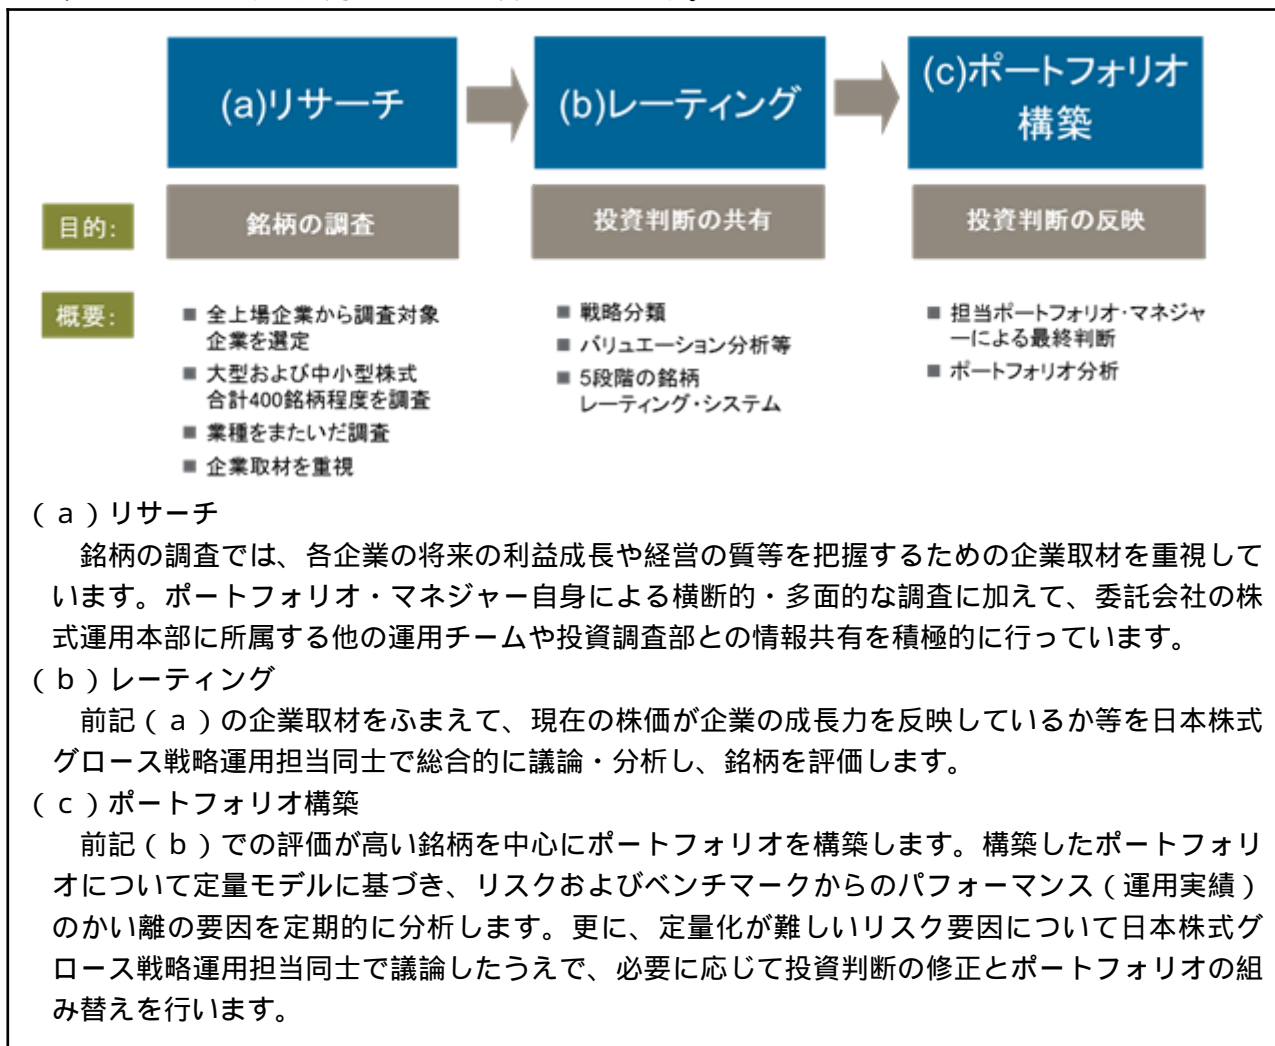 (a)リサーチ
(b)レーティング
(c)ポートフォリオ
構築
目的:
銘柄の調査
投資判断の共有
投資判断の反映
概要:
■ 全上場企業から調査対象
企業を選定
■ 大型および中小型株式
合計400銘柄程度を調査
■ 業種をまたいだ調査
■ 企業取材を重視
■ 戦略分類
■ バリュエーション分析等
■ 5段階の銘柄
レーティング・システム
■ 担当ポートフォリオ・マネジャ
ーによる最終判断
■ ポートフォリオ分析
(a)リサーチ
銘柄の調査では、各企業の将来の利益成長や経営の質等を把握するための企業取材を重視して
います。ポートフォリオ・マネジャー自身による横断的・多面的な調査に加えて、委託会社の株
式運用本部に所属する他の運用チームや投資調査部との情報共有を積極的に行っています。
(b)レーティング
前記(a)の企業取材をふまえて、現在の株価が企業の成長力を反映しているか等を日本株式
グロース戦略運用担当同士で総合的に議論・分析し、銘柄を評価します。
(c)ポートフォリオ構築
前記(b)での評価が高い銘柄を中心にポートフォリオを構築します。構築したポートフォリ
オについて定量モデルに基づき、リスクおよびベンチマークからのパフォーマンス(運用実績)
のかい離の要因を定期的に分析します。更に、定量化が難しいリスク要因について日本株式グ
ロース戦略運用担当同士で議論したうえで、必要に応じて投資判断の修正とポートフォリオの組
み替えを行います。